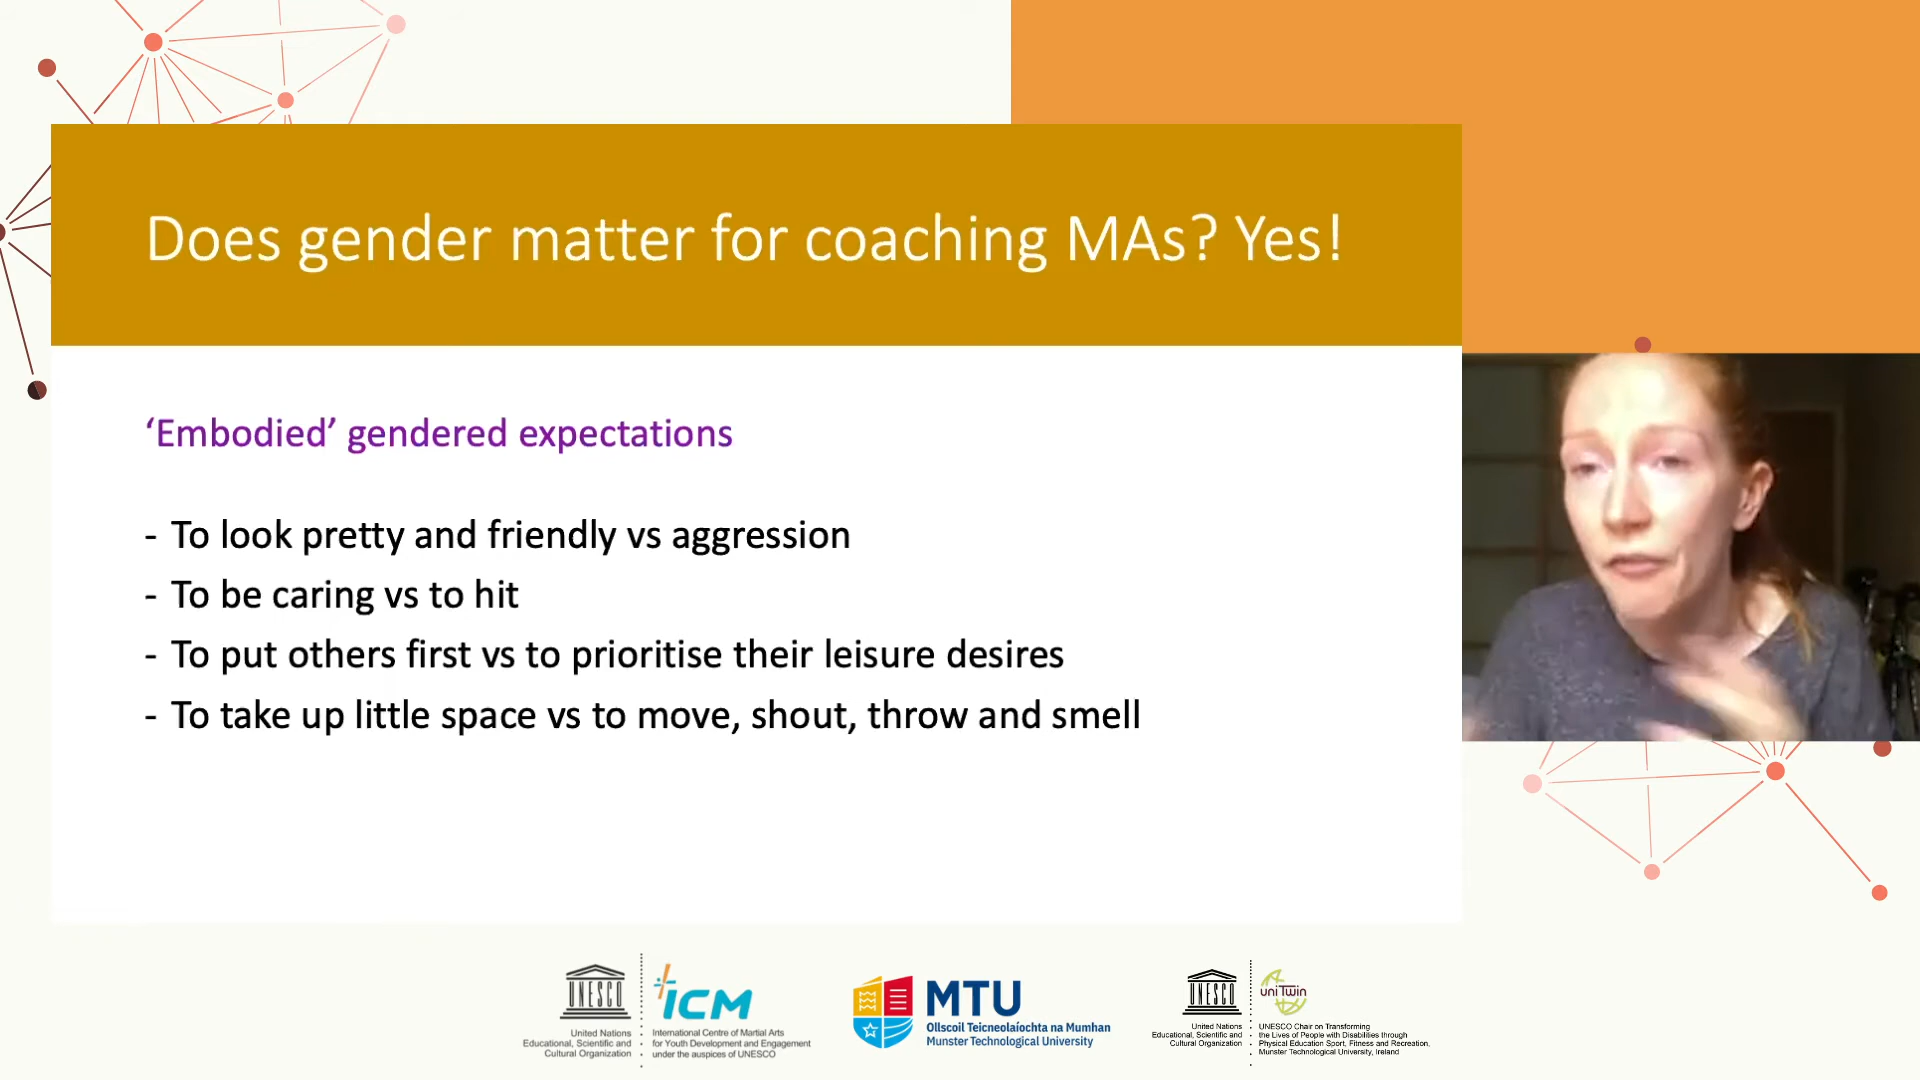 Does gender matter for coaching MAs? Yes!
‘Embodied’ gendered expectations
- To look pretty and friendly vs aggression
- To be caring vs to hit
- To put others first vs to prioritise their leisure desires
- To take up little space vs to move, shout, throw and smell
UNESCO
United Nations
Educational, Scientific and
Cultural Organization
ICM
International Centre of Martial Arts
for Youth Development and Engagement
under the auspices of UNESCO
MTU
Ollscoil Teicneolaíochta na Mumhan
Munster Technological University
UNESCO
United Nations
Educational, Scientific and
Cultural Organization
uniTwin
UNESCO Chair on Transforming
the Lives of People with Disabilities through
Physical Education Sport, Fitness and Recreation,
Munster Technological University, Ireland